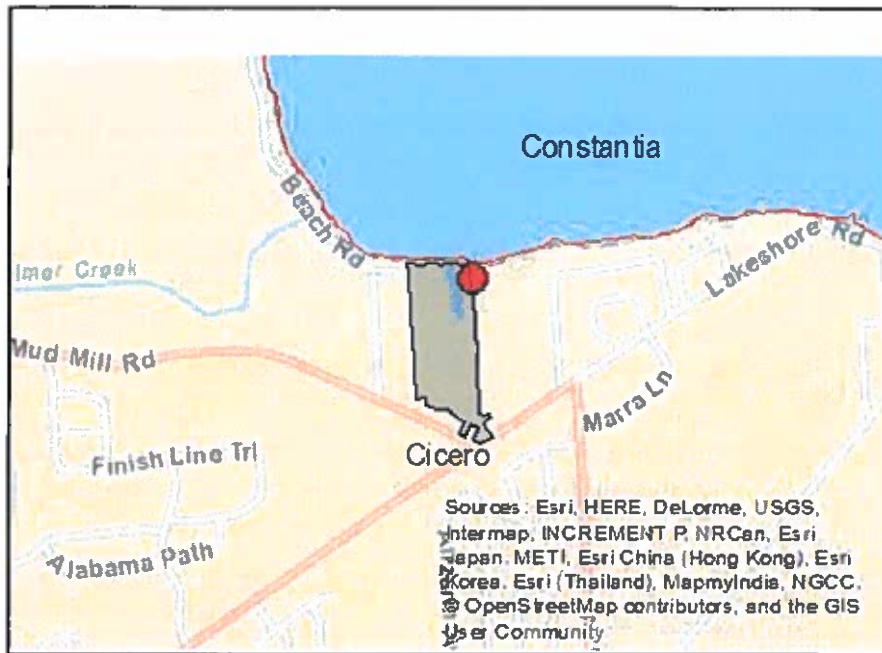 Constantia
Beach Rd
Lakeshore Rd
Creek
Mud Mill Rd
Marra Ln
Cicero
Finish Line Trl
Alabama Path
Sources: Esri, HERE, DeLorme, USGS,
Intermap, INCREMENT P, NRCan, Esri
Japan, METI, Esri China (Hong Kong), Esri
Korea, Esri (Thailand), MapmyIndia, NGCC,
© OpenStreetMap contributors, and the GIS
User Community